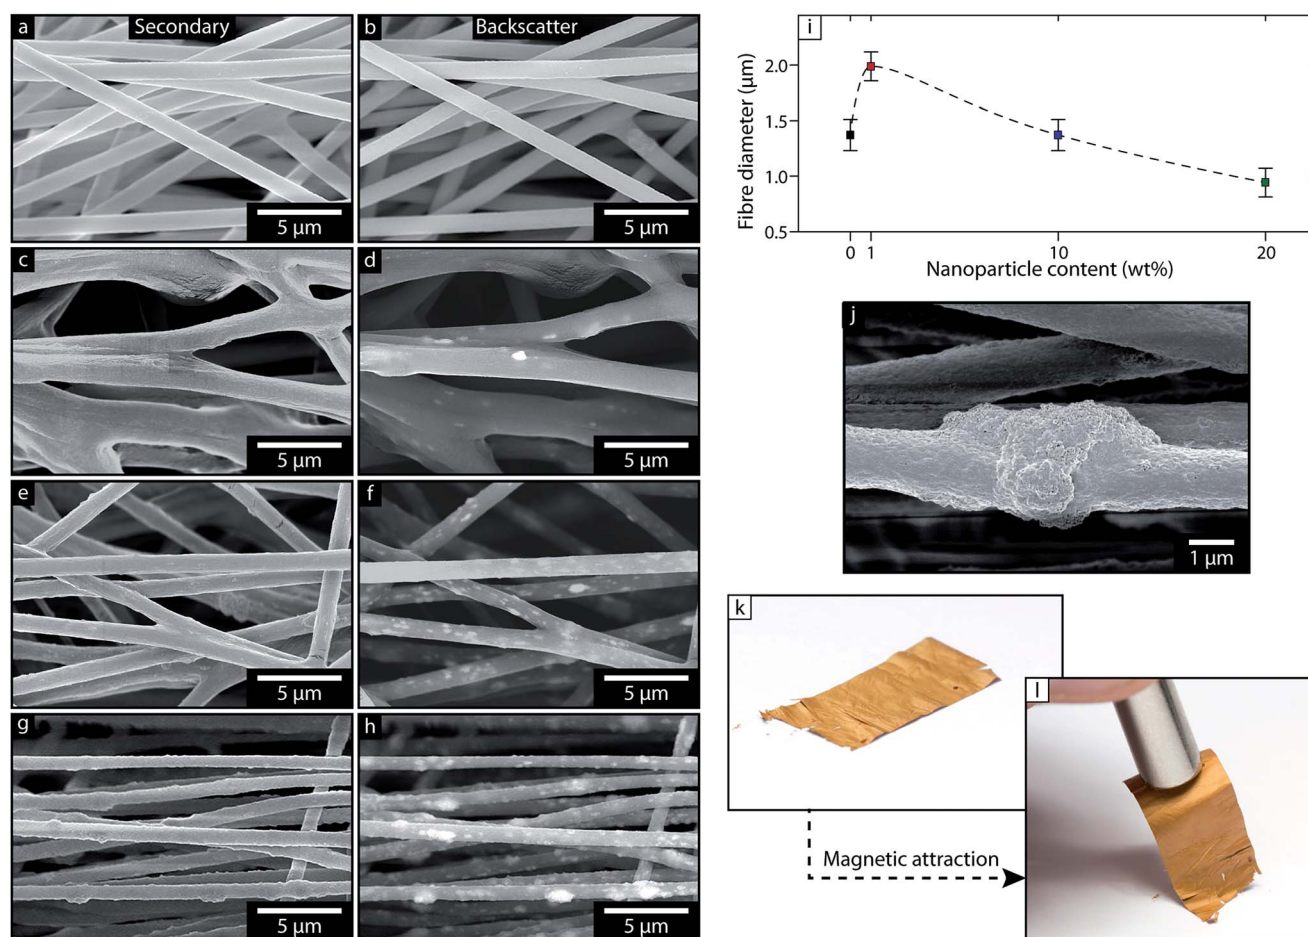 a
Secondary
b
Backscatter
5 µm
5 µm
c
d
5 µm
5 µm
e
f
5 µm
5 µm
g
h
5 µm
5 µm
i
Fibre diameter (µm)
2.0
1.5
1.0
0.5
0
1
10
20
Nanoparticle content (wt%)
j
1 µm
k
l
Magnetic attraction